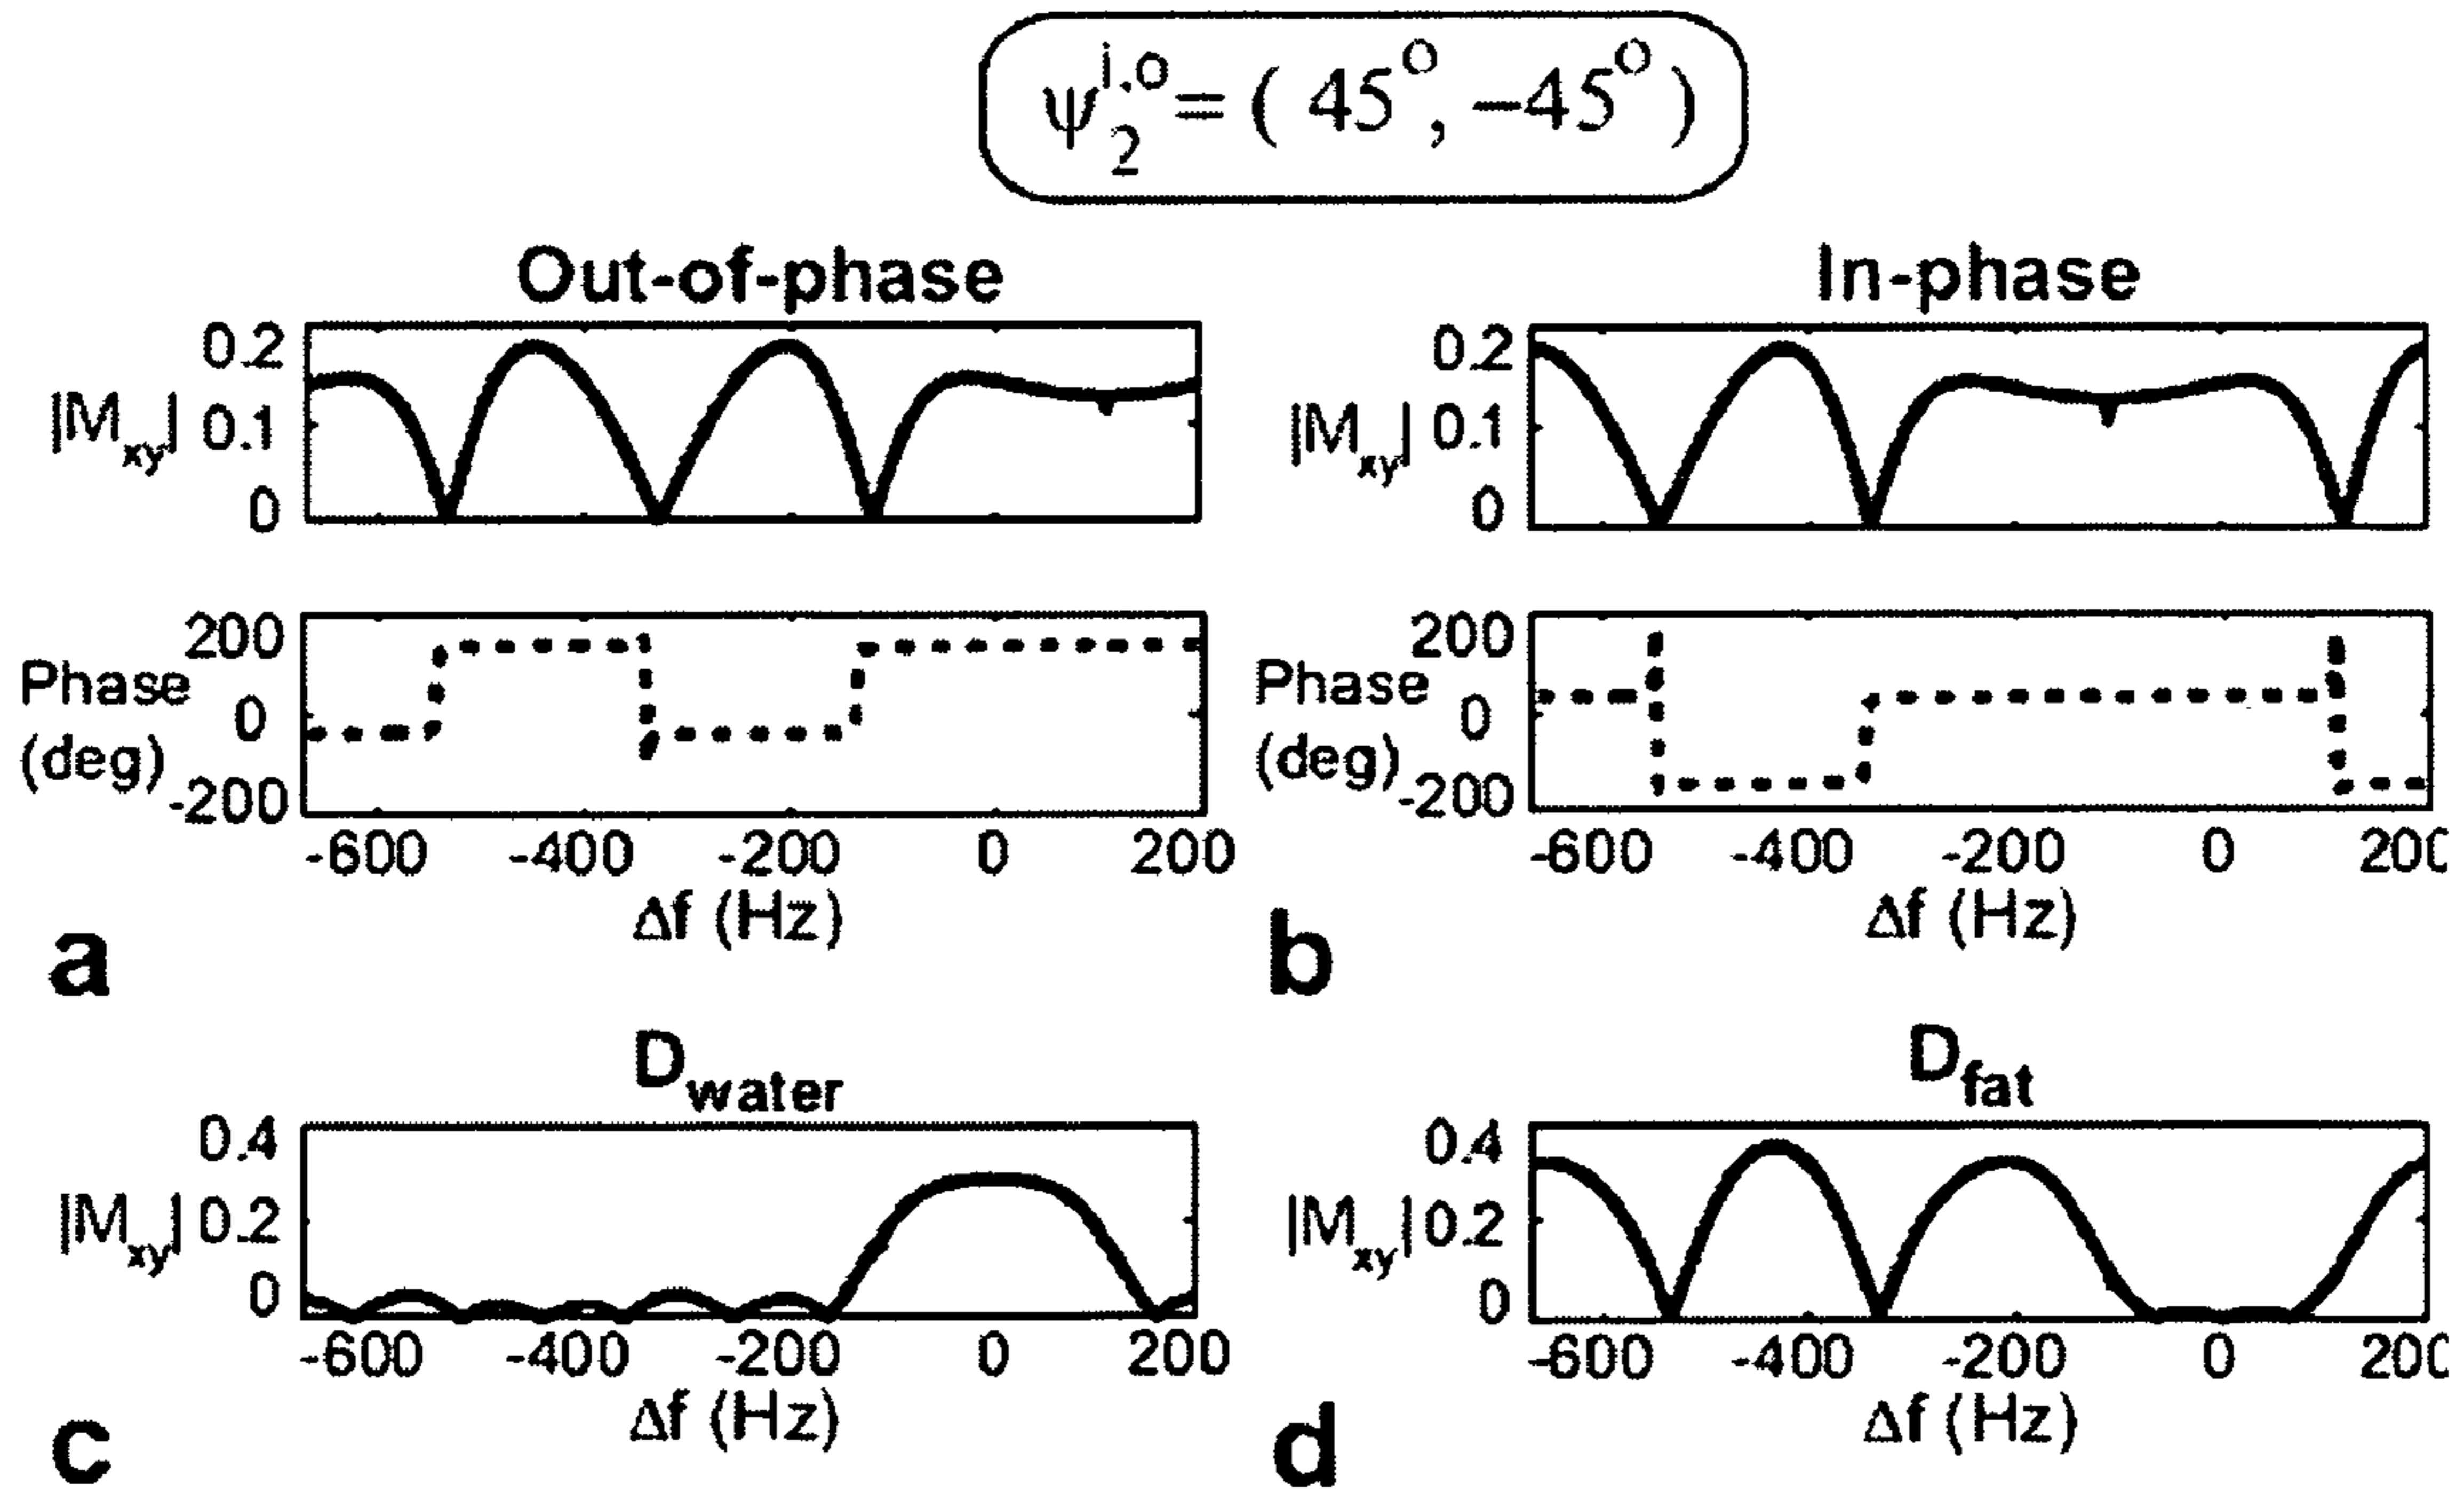 ψ₂ⁱ·ᵒ = ( 45°, −45° )
Out-of-phase
In-phase
0.2
|Mxy| 0.1
0
0.2
|Mxy| 0.1
0
200
Phase 0
(deg)
-200
-600 -400 -200 0 200
Δf (Hz)
200
Phase 0
(deg)
-200
-600 -400 -200 0 200
Δf (Hz)
a
b
Dwater
Dfat
0.4
|Mxy| 0.2
0
-600 -400 -200 0 200
Δf (Hz)
0.4
|Mxy| 0.2
0
-600 -400 -200 0 200
Δf (Hz)
c
d